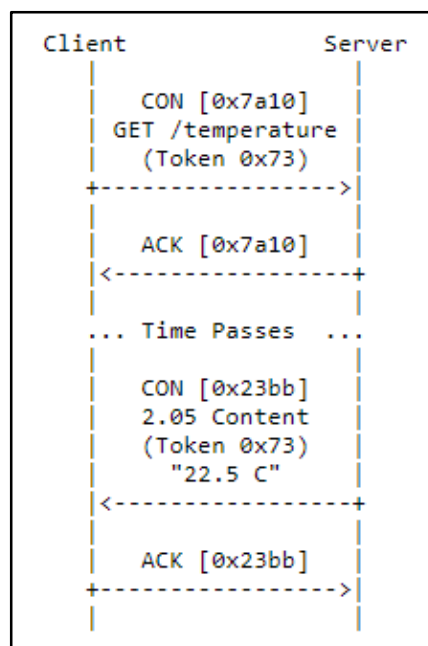 Client Server
CON [0x7a10]
GET /temperature
(Token 0x73)
+----------------->
ACK [0x7a10]
<-----------------+
... Time Passes ...
CON [0x23bb]
2.05 Content
(Token 0x73)
"22.5 C"
<-----------------+
ACK [0x23bb]
+----------------->